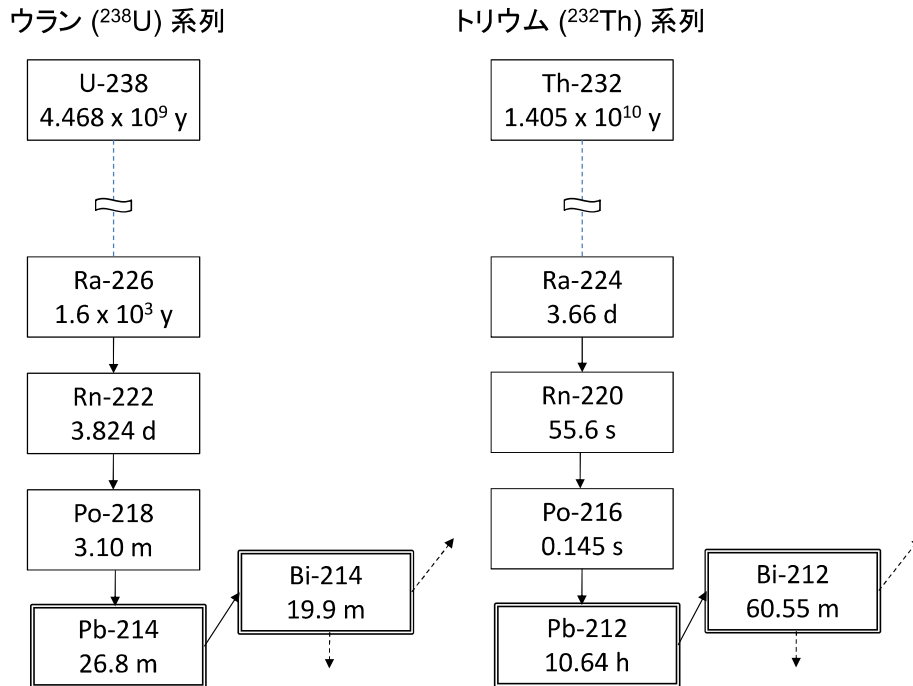 ウラン (²³⁸U) 系列
U-238
4.468 x 10⁹ y
Ra-226
1.6 x 10³ y
Rn-222
3.824 d
Po-218
3.10 m
Pb-214
26.8 m
Bi-214
19.9 m
トリウム (²³²Th) 系列
Th-232
1.405 x 10¹⁰ y
Ra-224
3.66 d
Rn-220
55.6 s
Po-216
0.145 s
Pb-212
10.64 h
Bi-212
60.55 m